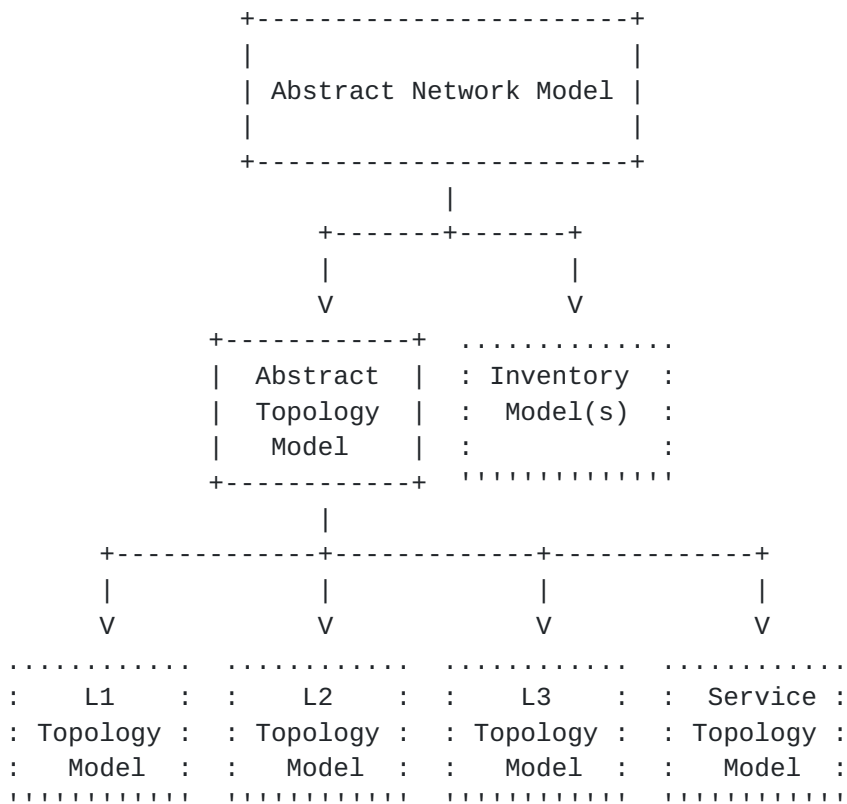 +------------------------+
|                        |
| Abstract Network Model |
|                        |
+------------------------+
             |
     +-------+-------+
     |               |
     V               V
+------------+  ..............
|  Abstract  |  : Inventory  :
|  Topology  |  :  Model(s)  :
|   Model    |  :            :
+------------+  ''''''''''''''
       |
+-------------+-------------+-------------+
|             |             |             |
V             V             V             V
............  ............  ............  ............
:    L1    :  :    L2    :  :    L3    :  :  Service :
: Topology :  : Topology :  : Topology :  : Topology :
:   Model  :  :   Model  :  :   Model  :  :   Model  :
''''''''''''  ''''''''''''  ''''''''''''  ''''''''''''